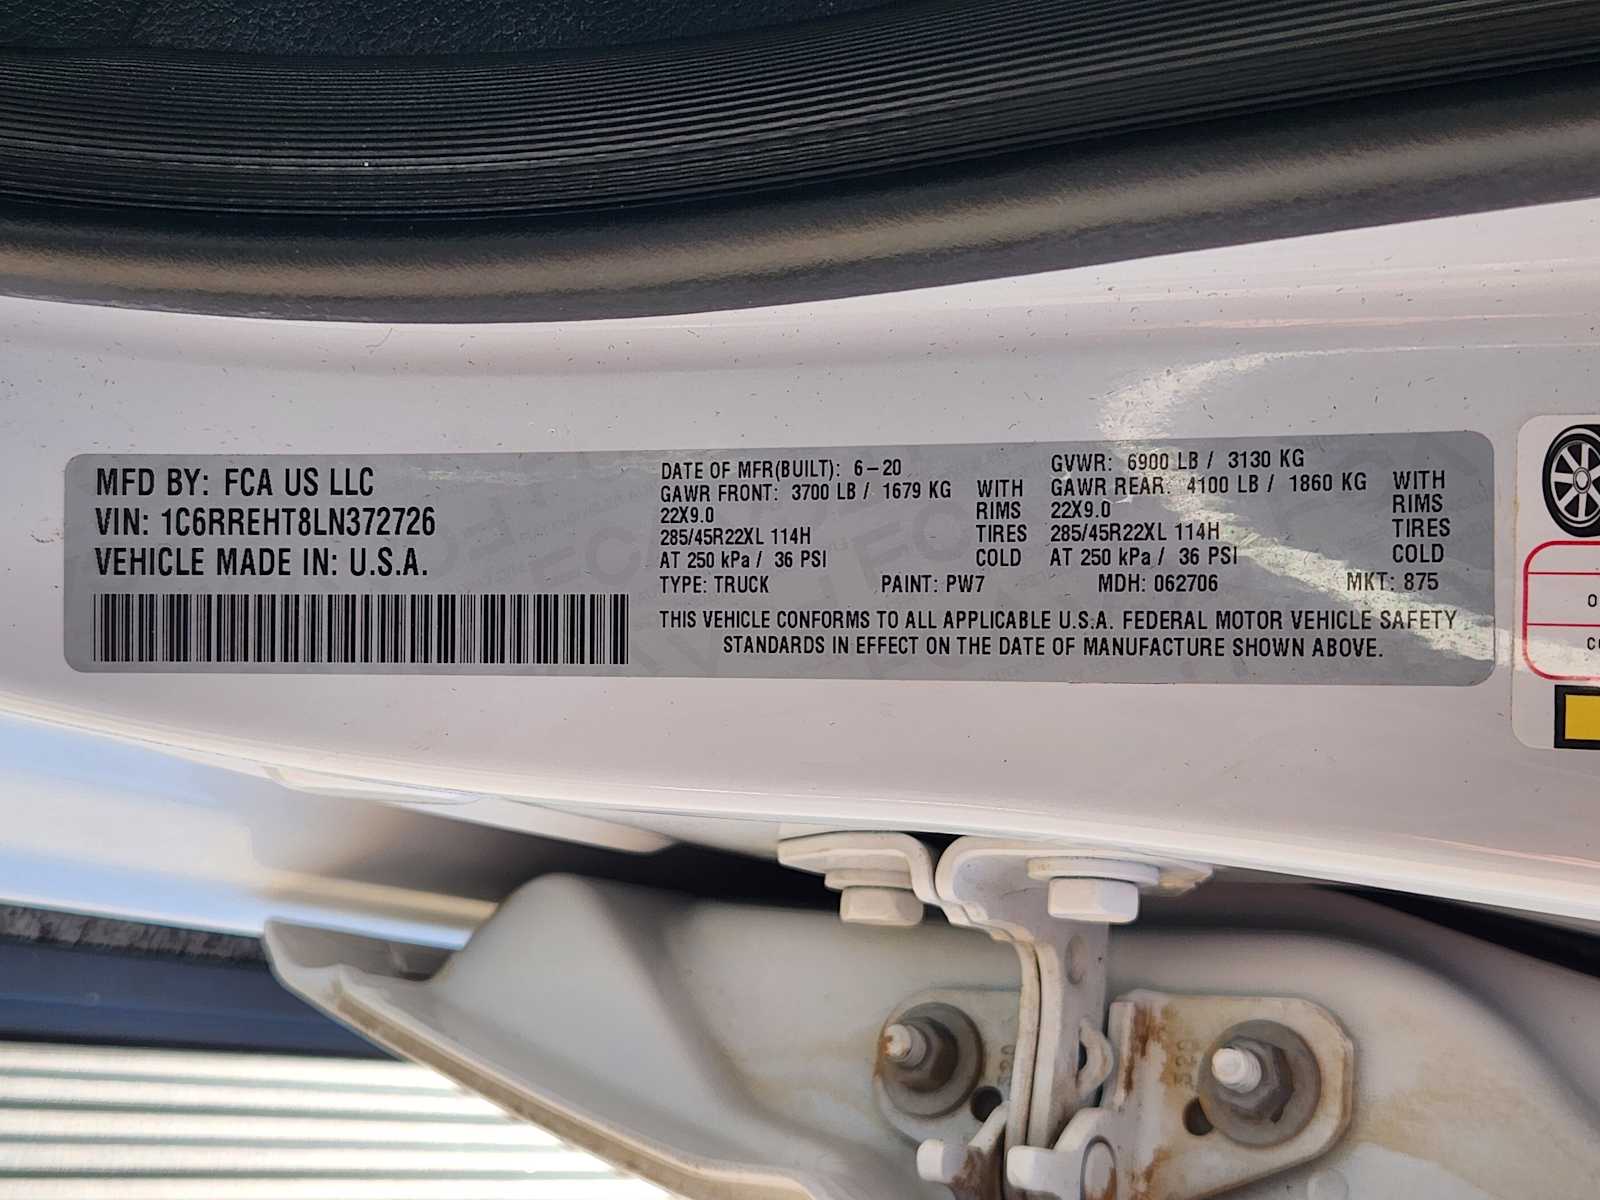 MFD BY: FCA US LLC
VIN: 1C6RREHT8LN372726
VEHICLE MADE IN: U.S.A.
DATE OF MFR(BUILT): 6-20
GAWR FRONT: 3700 LB / 1679 KG WITH
22X9.0 RIMS
285/45R22XL 114H TIRES
AT 250 kPa / 36 PSI COLD
GVWR: 6900 LB / 3130 KG
GAWR REAR: 4100 LB / 1860 KG WITH
22X9.0 RIMS
285/45R22XL 114H TIRES
AT 250 kPa / 36 PSI COLD
TYPE: TRUCK PAINT: PW7 MDH: 062706 MKT: 875
THIS VEHICLE CONFORMS TO ALL APPLICABLE U.S.A. FEDERAL MOTOR VEHICLE SAFETY
STANDARDS IN EFFECT ON THE DATE OF MANUFACTURE SHOWN ABOVE.